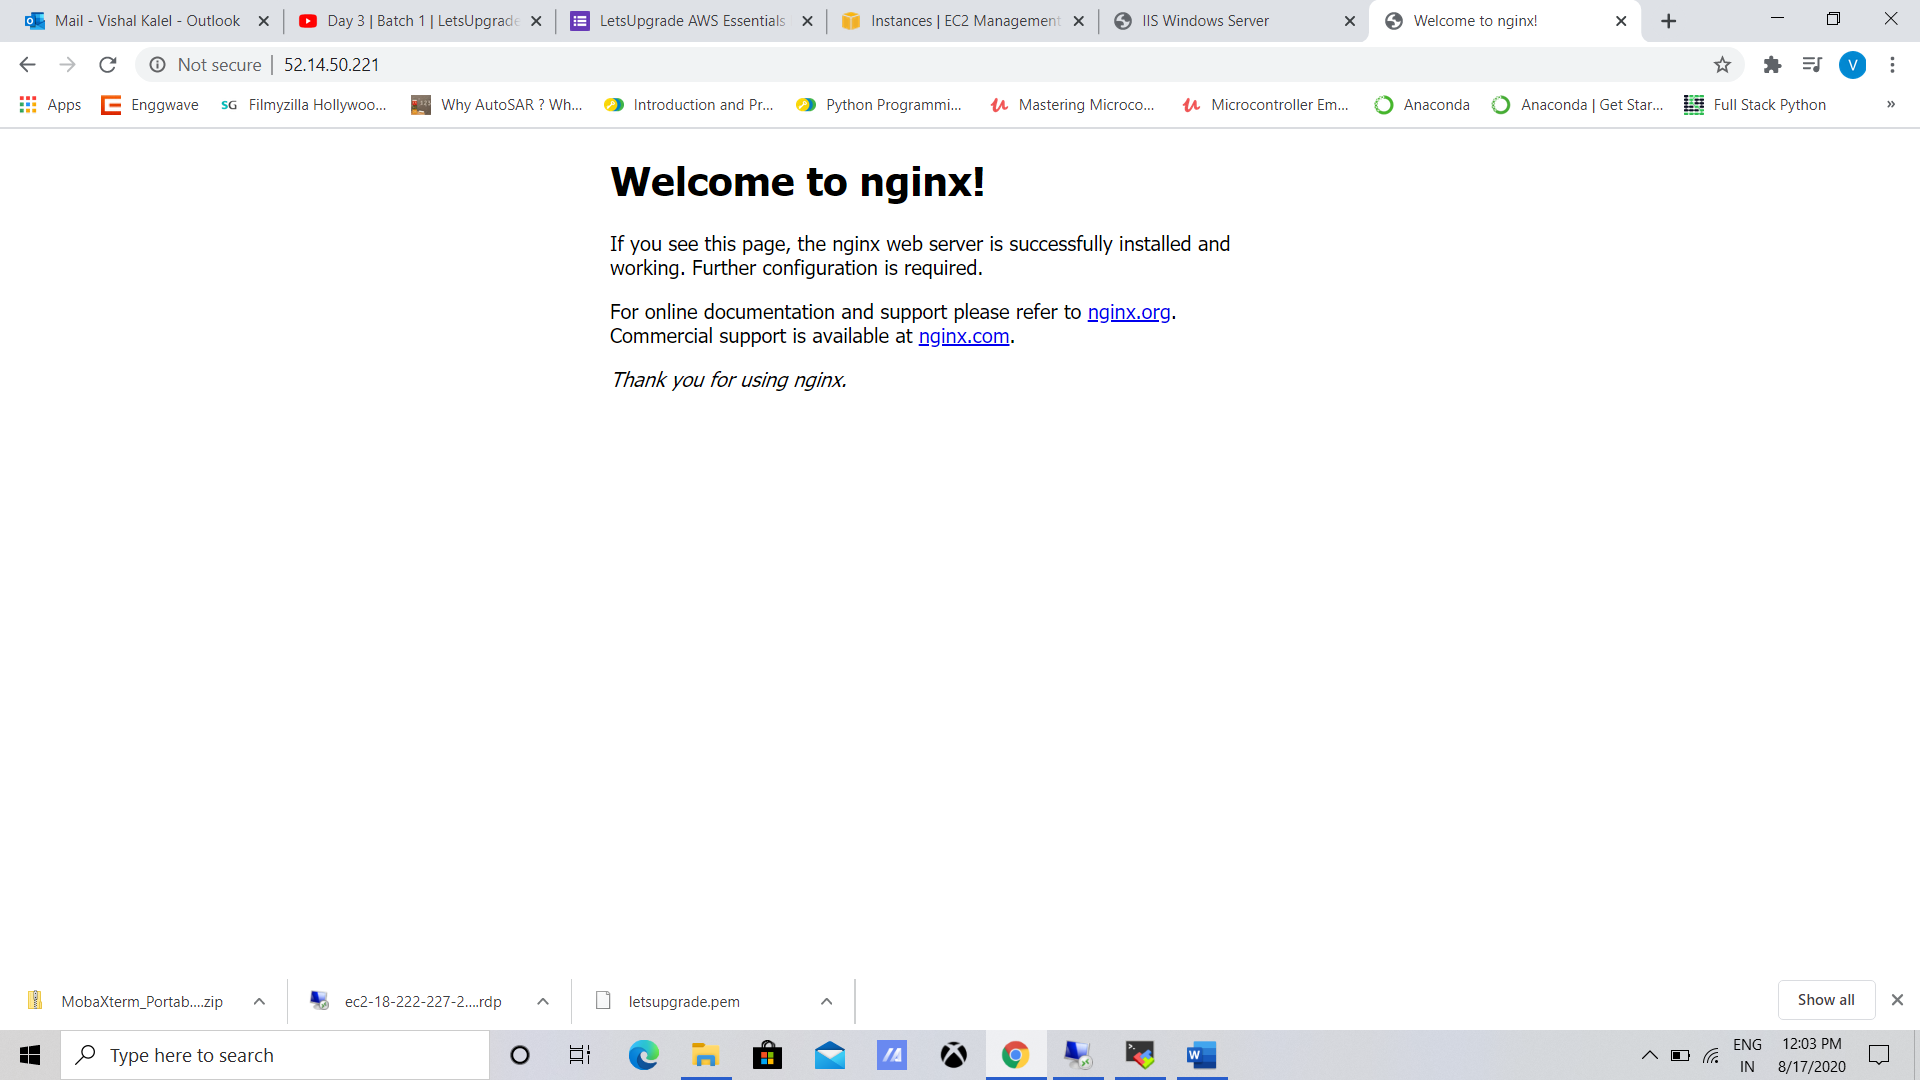 Mail - Vishal Kalel - Outlook
Day 3 | Batch 1 | LetsUpgrade
LetsUpgrade AWS Essentials
Instances | EC2 Management
IIS Windows Server
Welcome to nginx!
Not secure | 52.14.50.221
V
Apps
Enggwave
SG Filmyzilla Hollywoo...
Why AutoSAR ? Wh...
Introduction and Pr...
Python Programmi...
Mastering Microco...
Microcontroller Em...
Anaconda
Anaconda | Get Star...
Full Stack Python
»
Welcome to nginx!
If you see this page, the nginx web server is successfully installed and
working. Further configuration is required.
For online documentation and support please refer to nginx.org.
Commercial support is available at nginx.com.
Thank you for using nginx.
MobaXterm_Portab....zip
ec2-18-222-227-2....rdp
letsupgrade.pem
Show all
Type here to search
ENG
IN
12:03 PM
8/17/2020